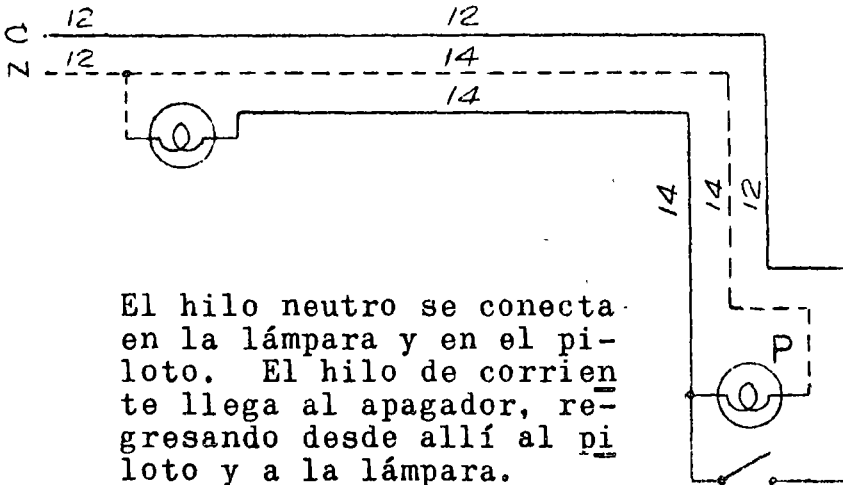 C 12 12
N 12 14
14
14 14 12
P
El hilo neutro se conecta
en la lámpara y en el pi-
loto. El hilo de corrien
te llega al apagador, re-
gresando desde allí al pi
loto y a la lámpara.